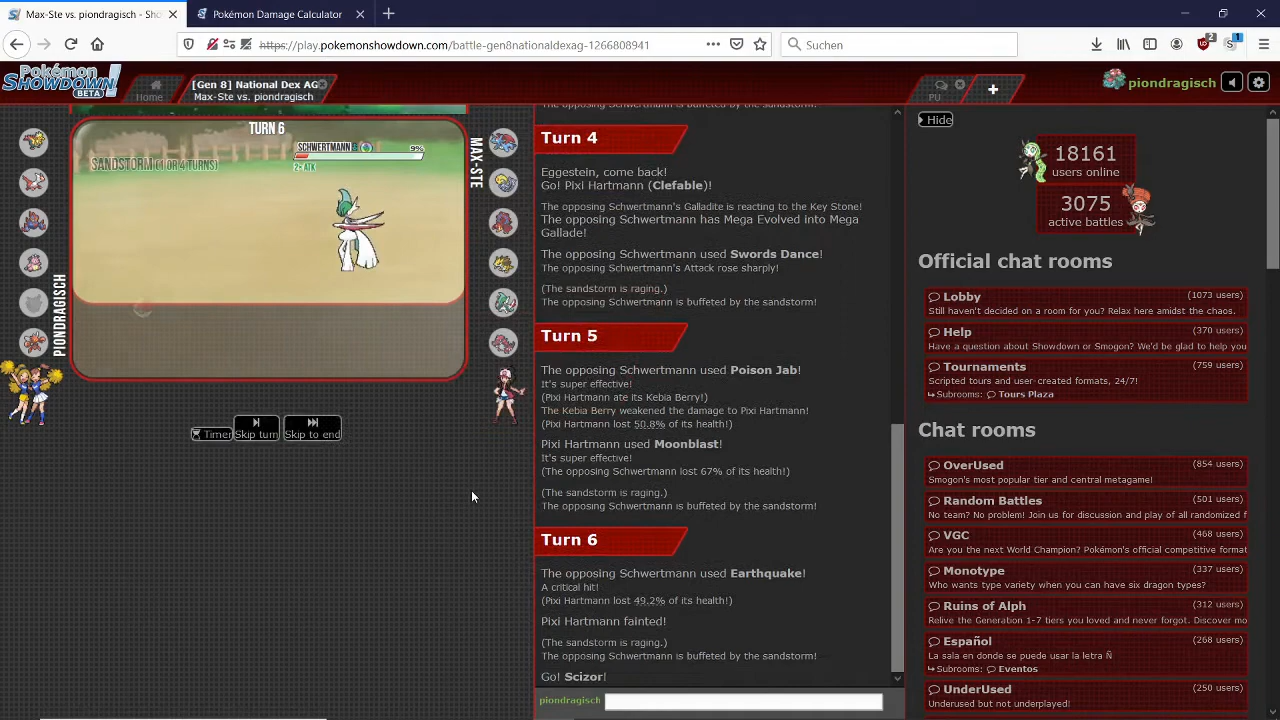 Max-Ste vs. piondragisch - Sho
Pokémon Damage Calculator
https://play.pokemonshowdown.com/battle-gen8nationaldexag-1266808941
Suchen
2
1
Pokémon
Showdown!
BETA
Home
[Gen 8] National Dex AG
Max-Ste vs. piondragisch
PU
piondragisch
TURN 6
SANDSTORM (1 OR 4 TURNS)
SCHWERTMANN
9%
2× ATK
PIONDRAGISCH
MAX-STE
Timer
Skip turn
Skip to end
The opposing Schwertmann is buffeted by the sandstorm!
Turn 4
Eggestein, come back!
Go! Pixi Hartmann (Clefable)!
The opposing Schwertmann's Galladite is reacting to the Key Stone!
The opposing Schwertmann has Mega Evolved into Mega
Gallade!
The opposing Schwertmann used Swords Dance!
The opposing Schwertmann's Attack rose sharply!
(The sandstorm is raging.)
The opposing Schwertmann is buffeted by the sandstorm!
Turn 5
The opposing Schwertmann used Poison Jab!
It's super effective!
(Pixi Hartmann ate its Kebia Berry!)
The Kebia Berry weakened the damage to Pixi Hartmann!
(Pixi Hartmann lost 50.8% of its health!)
Pixi Hartmann used Moonblast!
It's super effective!
(The opposing Schwertmann lost 67% of its health!)
(The sandstorm is raging.)
The opposing Schwertmann is buffeted by the sandstorm!
Turn 6
The opposing Schwertmann used Earthquake!
A critical hit!
(Pixi Hartmann lost 49.2% of its health!)
Pixi Hartmann fainted!
(The sandstorm is raging.)
The opposing Schwertmann is buffeted by the sandstorm!
Go! Scizor!
piondragisch
Hide
18161
users online
3075
active battles
Official chat rooms
Lobby (1073 users)
Still haven't decided on a room for you? Relax here amidst the chaos.
Help (370 users)
Have a question about Showdown or Smogon? We'd be glad to help you
Tournaments (759 users)
Scripted tours and user-created formats, 24/7!
Subrooms: Tours Plaza
Chat rooms
OverUsed (854 users)
Smogon's most popular tier and central metagame!
Random Battles (501 users)
No team? No problem! Join us for discussion and play of all randomized f
VGC (468 users)
Are you the next World Champion? Pokémon's official competitive format
Monotype (337 users)
Who wants type variety when you can have six dragon types?
Ruins of Alph (312 users)
Relive the Generation 1-7 tiers you loved and never forgot. Discover mo
Español (268 users)
La sala en donde se puede usar la letra Ñ
Subrooms: Eventos
UnderUsed (250 users)
Underused but not underplayed!